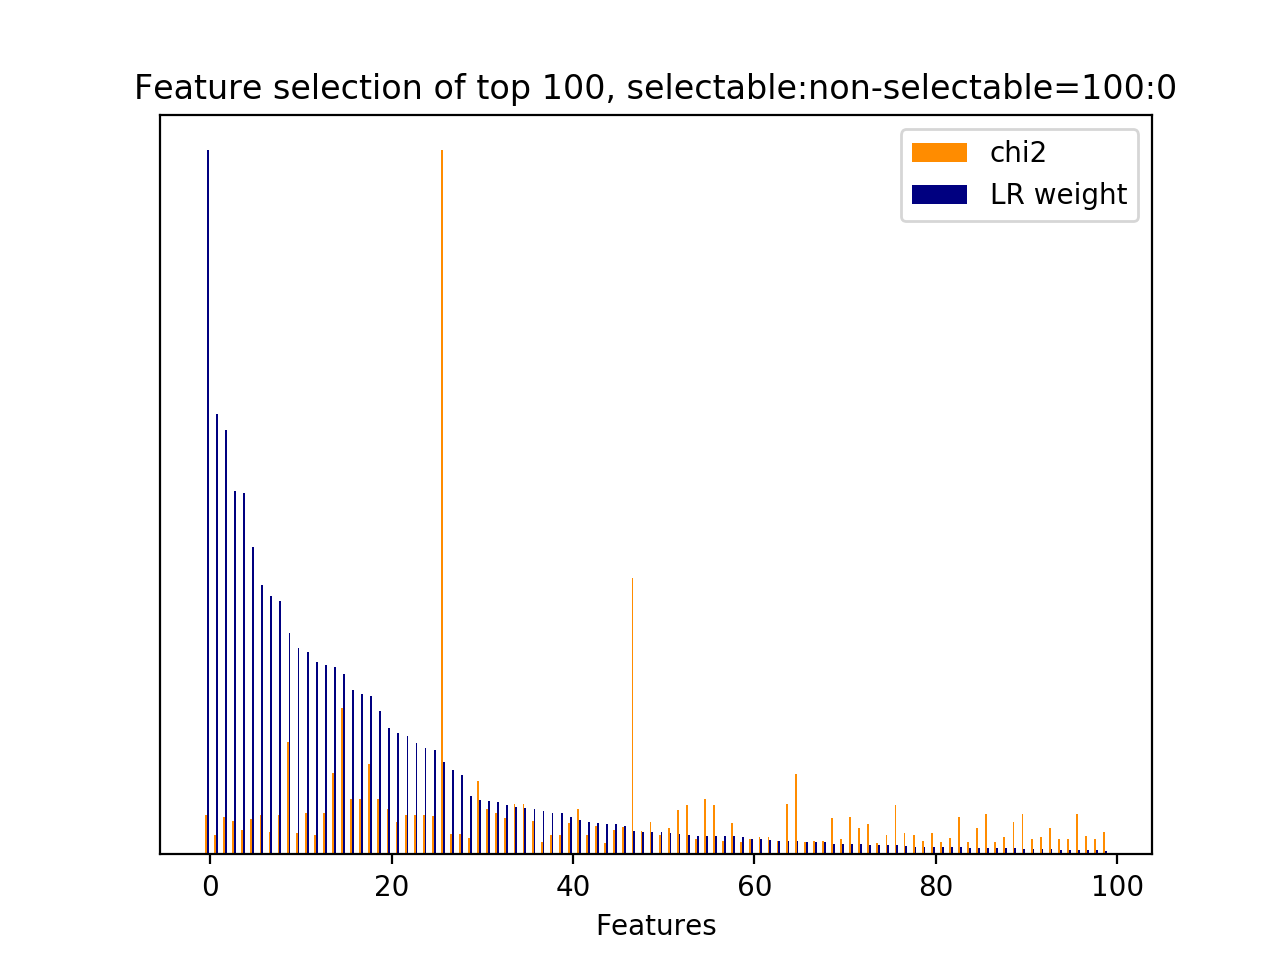 Feature selection of top 100, selectable:non-selectable=100:0
chi2
LR weight
0 20 40 60 80 100
Features